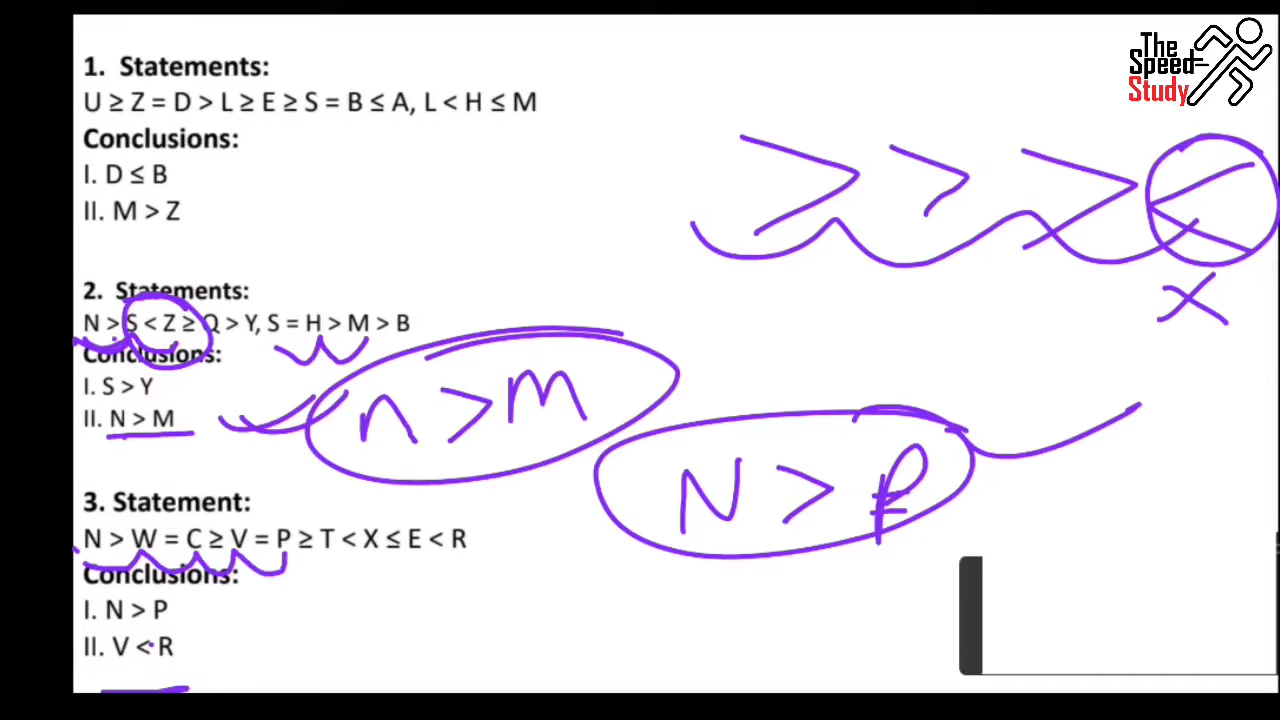 The
Speed
Study
1. Statements:
U ≥ Z = D > L ≥ E ≥ S = B ≤ A, L < H ≤ M
Conclusions:
I. D ≤ B
II. M > Z
> > > <
x
2. Statements:
N > S < Z ≥ Q > Y, S = H > M > B
Conclusions:
I. S > Y
II. N > M
n > m
N > P
3. Statement:
N > W = C ≥ V = P ≥ T < X ≤ E < R
Conclusions:
I. N > P
II. V < R